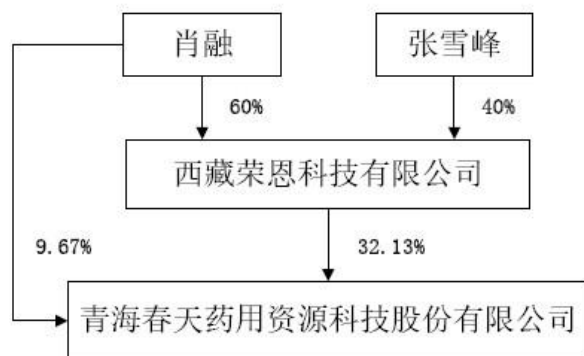 肖融
张雪峰
60%
40%
西藏荣恩科技有限公司
9.67%
32.13%
青海春天药用资源科技股份有限公司